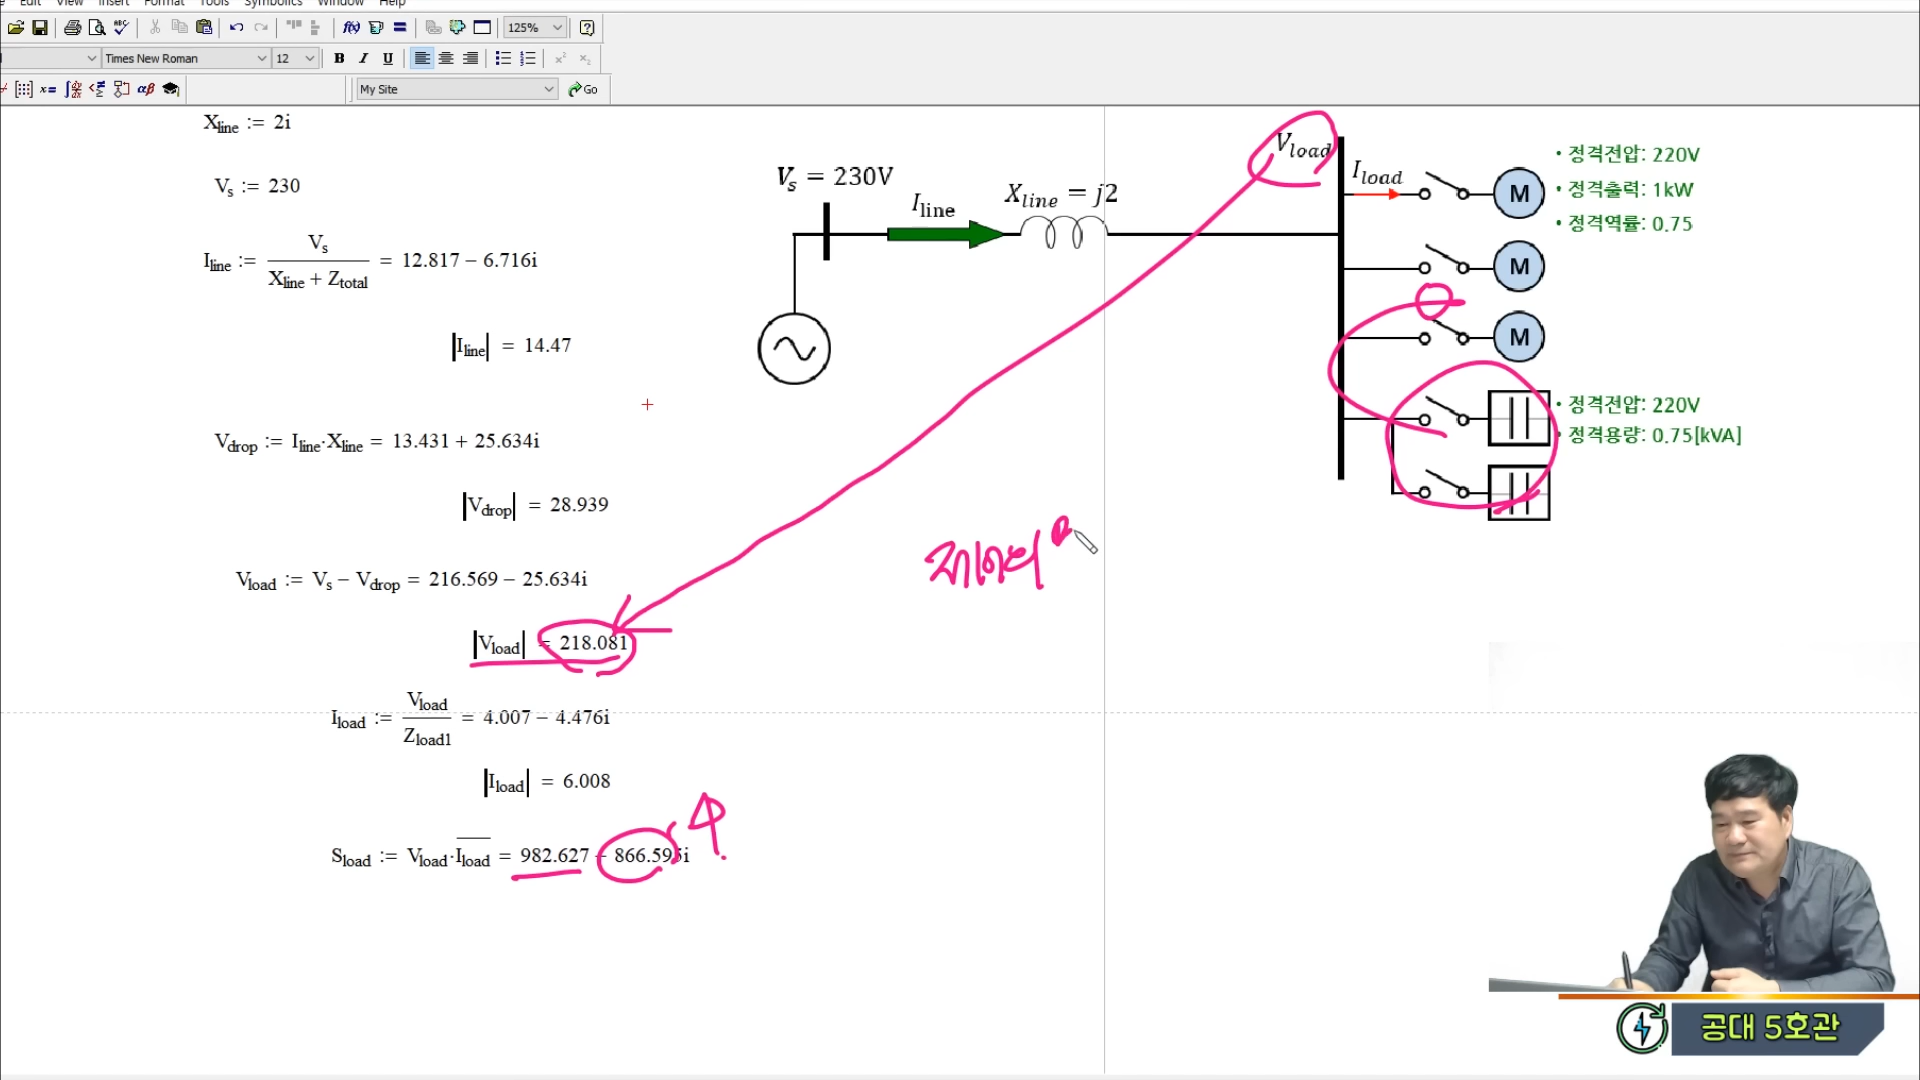 Edit View Insert Format Tools Symbolics Window Help
125%
Times New Roman 12 B I U
My Site Go
X_line := 2i
V_s := 230
I_line := V_s / (X_line + Z_total) = 12.817 − 6.716i
|I_line| = 14.47
V_drop := I_line·X_line = 13.431 + 25.634i
|V_drop| = 28.939
V_load := V_s − V_drop = 216.569 − 25.634i
|V_load| = 218.081
I_load := V_load / Z_load1 = 4.007 − 4.476i
|I_load| = 6.008
S_load := V_load·I_load = 982.627 − 866.595i
V_s = 230V
I_line
X_line = j2
V_load
I_load
M
M
M
• 정격전압: 220V
• 정격출력: 1kW
• 정격역률: 0.75
• 정격전압: 220V
• 정격용량: 0.75[kVA]
공대 5호관